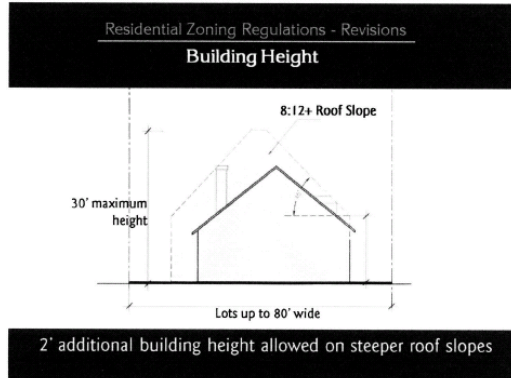 Residential Zoning Regulations - Revisions
Building Height
8:12+ Roof Slope
30' maximum
height
Lots up to 80' wide
2' additional building height allowed on steeper roof slopes